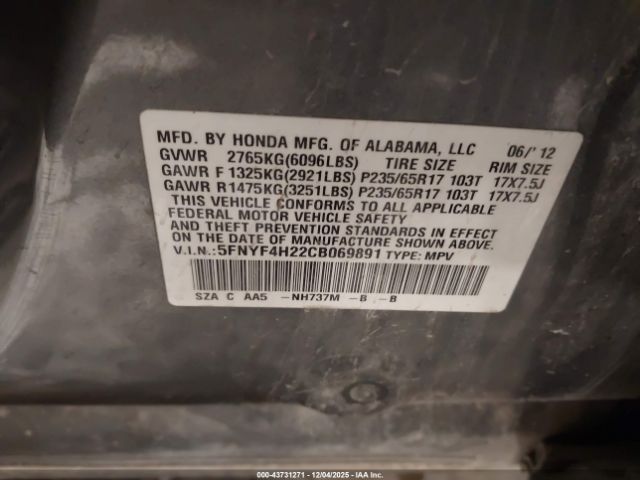 MFD. BY HONDA MFG. OF ALABAMA, LLC 06/'12
GVWR 2765KG(6096LBS) TIRE SIZE RIM SIZE
GAWR F 1325KG(2921LBS) P235/65R17 103T 17X7.5J
GAWR R1475KG(3251LBS) P235/65R17 103T 17X7.5J
THIS VEHICLE CONFORMS TO ALL APPLICABLE
FEDERAL MOTOR VEHICLE SAFETY
AND THEFT PREVENTION STANDARDS IN EFFECT
ON THE DATE OF MANUFACTURE SHOWN ABOVE.
V.I.N.:5FNYF4H22CB069891 TYPE: MPV
SZA C AA5 -NH737M -B -B
000-43731271 - 12/04/2025 - IAA Inc.